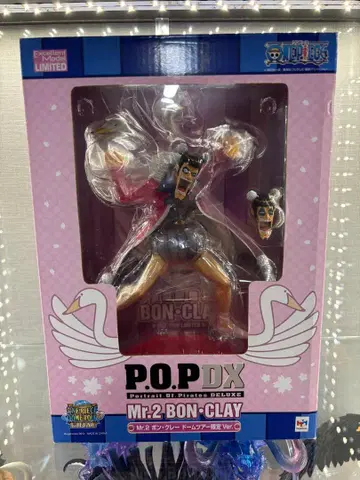 Excellent
Model
LIMITED
ONE PIECE
BON·CLAY
P.O.P DX
Portrait.Of.Pirates DELUXE
Mr.2 BON·CLAY
Mr.2 ボン・クレー ドームツアー限定 Ver.